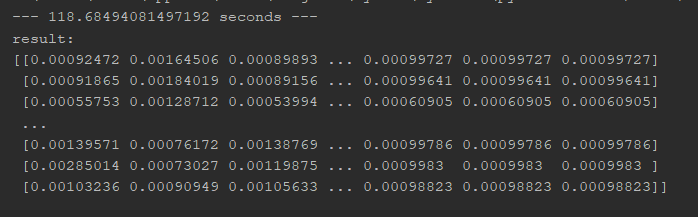 --- 118.68494081497192 seconds ---
result:
[[0.00092472 0.00164506 0.00089893 ... 0.00099727 0.00099727 0.00099727]
[0.00091865 0.00184019 0.00089156 ... 0.00099641 0.00099641 0.00099641]
[0.00055753 0.00128712 0.00053994 ... 0.00060905 0.00060905 0.00060905]
...
[0.00139571 0.00076172 0.00138769 ... 0.00099786 0.00099786 0.00099786]
[0.00285014 0.00073027 0.00119875 ... 0.0009983  0.0009983  0.0009983 ]
[0.00103236 0.00090949 0.00105633 ... 0.00098823 0.00098823 0.00098823]]